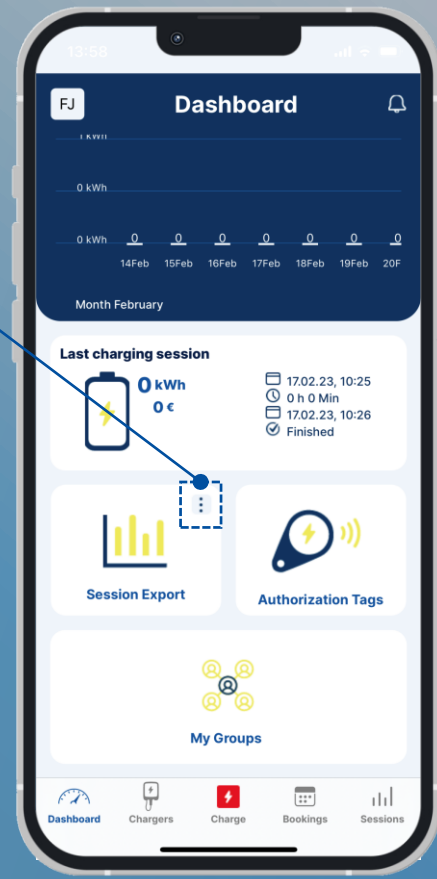 13:58
FJ
Dashboard
1 kWh
0 kWh
0 kWh
0 0 0 0 0 0 0
14Feb 15Feb 16Feb 17Feb 18Feb 19Feb 20F
Month February
Last charging session
0 kWh
0 €
17.02.23, 10:25
0 h 0 Min
17.02.23, 10:26
Finished
Session Export
Authorization Tags
My Groups
Dashboard Chargers Charge Bookings Sessions